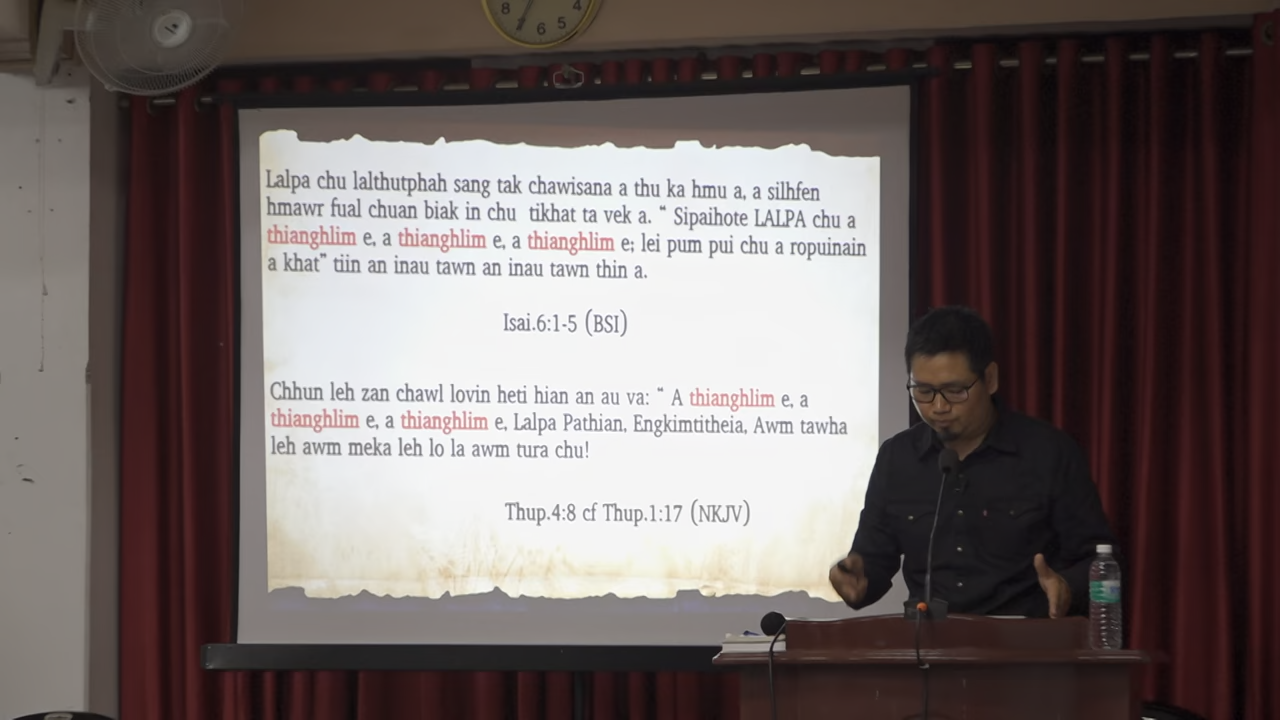 8 6 5 4
Lalpa chu lalthutphah sang tak chawisana a thu ka hmu a, a silhfen
hmawr fual chuan biak in chu tikhat ta vek a. “ Sipaihote LALPA chu a
thianghlim e, a thianghlim e, a thianghlim e; lei pum pui chu a ropuinain
a khat” tiin an inau tawn an inau tawn thin a.
Isai.6:1-5 (BSI)
Chhun leh zan chawl lovin heti hian an au va: “ A thianghlim e, a
thianghlim e, a thianghlim e, Lalpa Pathian, Engkimtitheia, Awm tawha
leh awm meka leh lo la awm tura chu!
Thup.4:8 cf Thup.1:17 (NKJV)